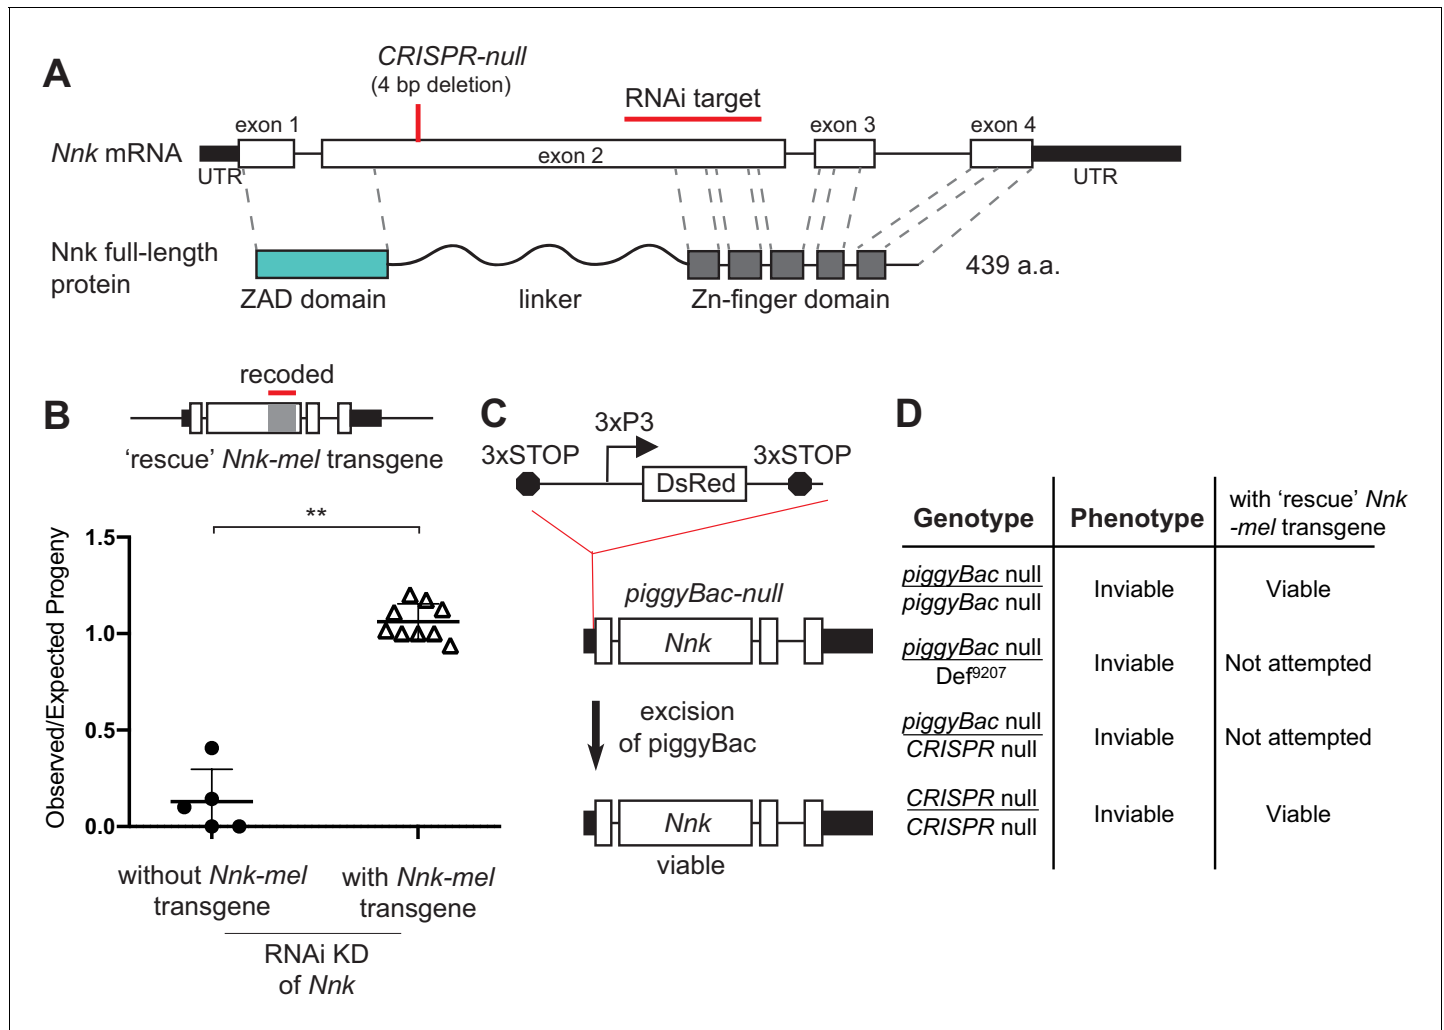 A
CRISPR-null
(4 bp deletion)
RNAi target
exon 1
exon 3
exon 4
Nnk mRNA
exon 2
UTR
UTR
Nnk full-length
protein
439 a.a.
ZAD domain
linker
Zn-finger domain
B
recoded
'rescue' Nnk-mel transgene
**
Observed/Expected Progeny
1.5
1.0
0.5
0.0
without Nnk-mel
transgene
with Nnk-mel
transgene
RNAi KD
of Nnk
C
3xP3
3xSTOP
3xSTOP
DsRed
piggyBac-null
Nnk
excision
of piggyBac
Nnk
viable
D
Genotype
Phenotype
with 'rescue' Nnk
-mel transgene
piggyBac null
piggyBac null
Inviable
Viable
piggyBac null
Def9207
Inviable
Not attempted
piggyBac null
CRISPR null
Inviable
Not attempted
CRISPR null
CRISPR null
Inviable
Viable